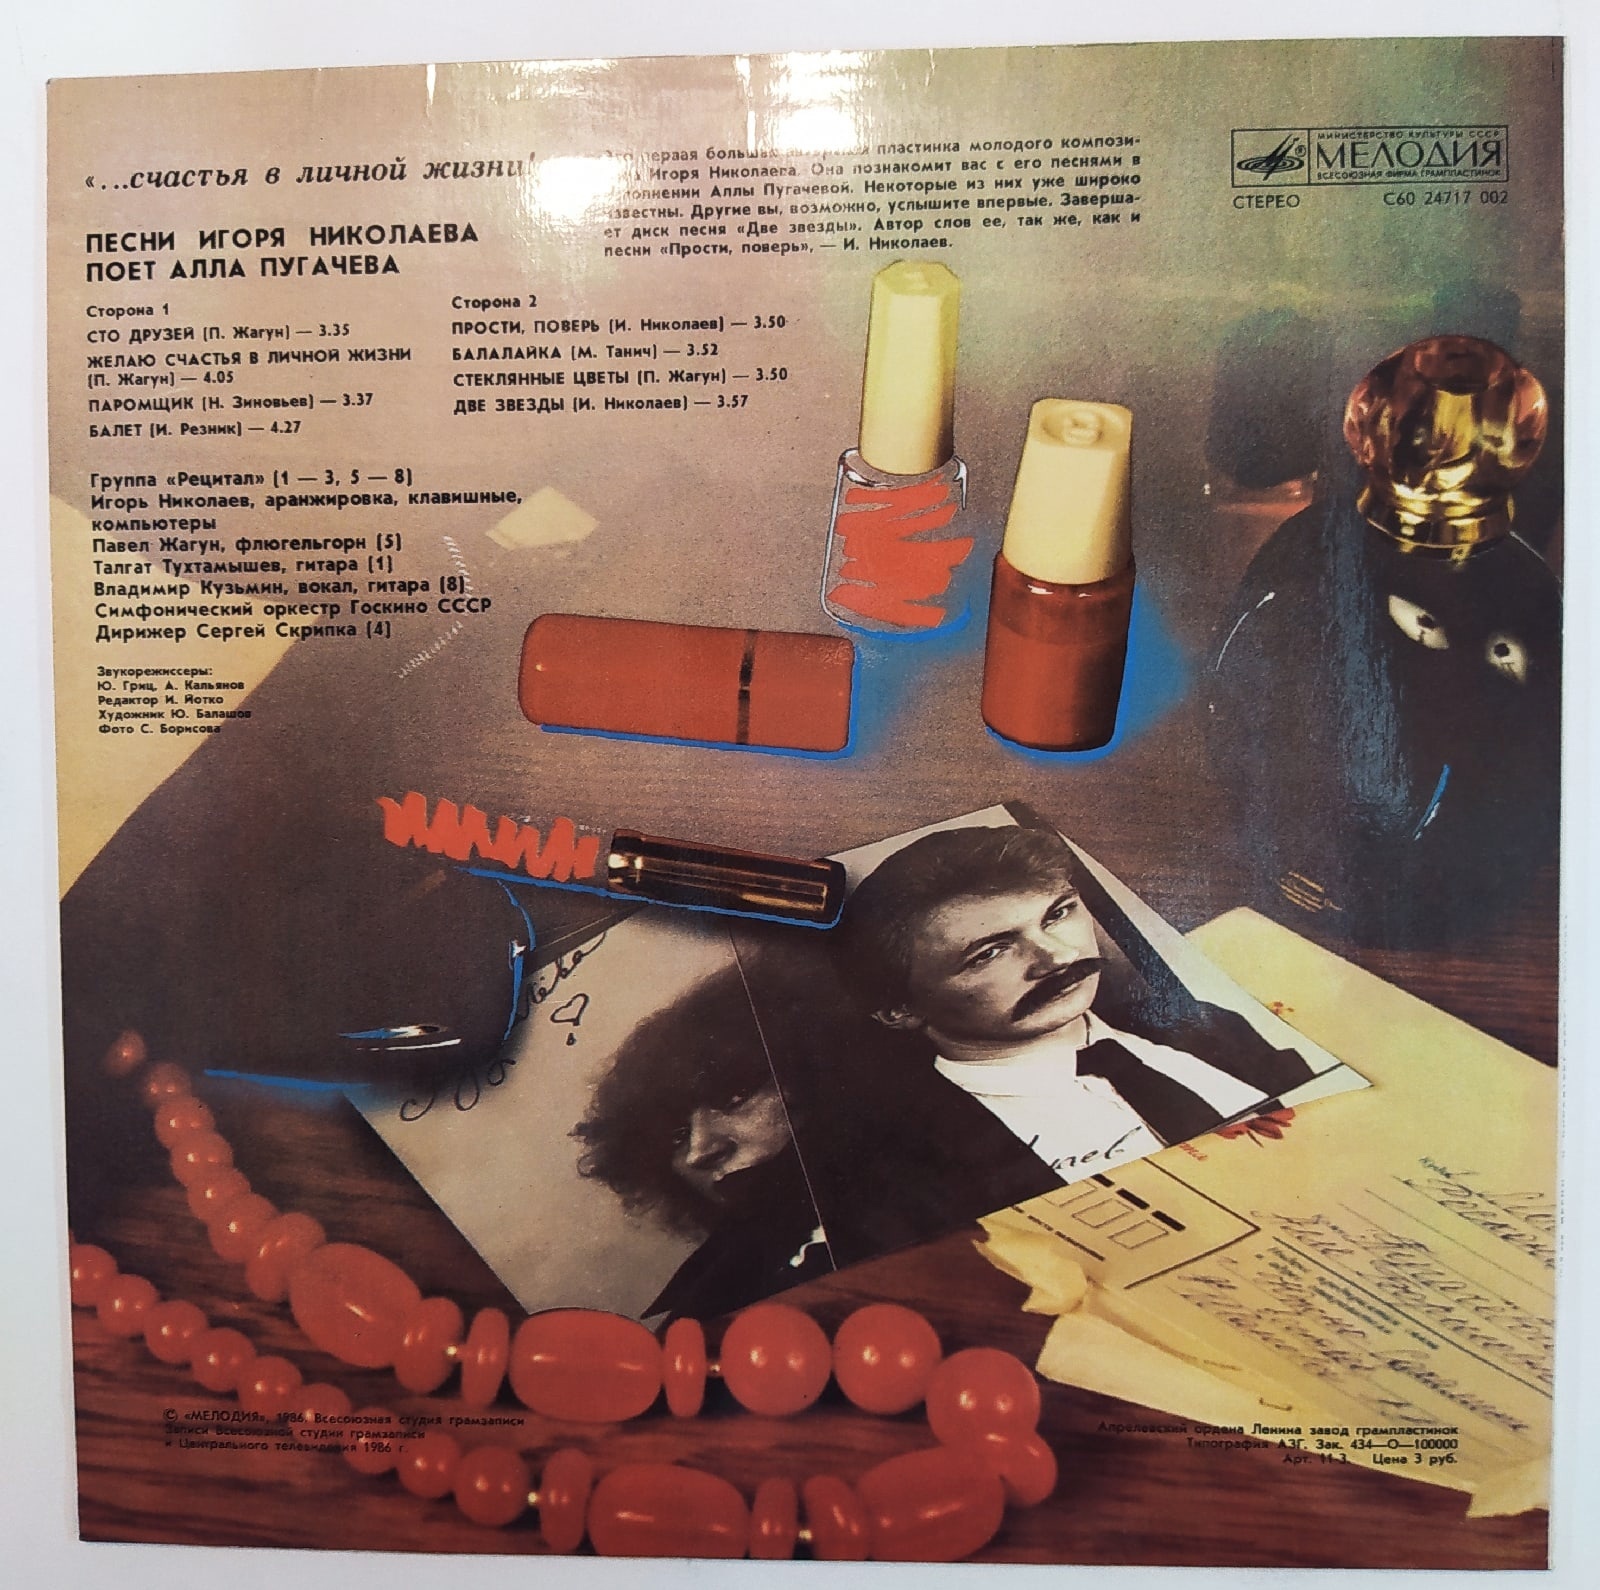 «...счастья в личной жизни!
ПЕСНИ ИГОРЯ НИКОЛАЕВА
ПОЕТ АЛЛА ПУГАЧЕВА
Сторона 1
СТО ДРУЗЕЙ (П. Жагун) — 3.35
ЖЕЛАЮ СЧАСТЬЯ В ЛИЧНОЙ ЖИЗНИ
(П. Жагун) — 4.05
ПАРОМЩИК (Н. Зиновьев) — 3.37
БАЛЕТ (И. Резник) — 4.27
Сторона 2
ПРОСТИ, ПОВЕРЬ (И. Николаев) — 3.50
БАЛАЛАЙКА (М. Танич) — 3.52
СТЕКЛЯННЫЕ ЦВЕТЫ (П. Жагун) — 3.50
ДВЕ ЗВЕЗДЫ (И. Николаев) — 3.57
Группа «Рецитал» (1 — 3, 5 — 8)
Игорь Николаев, аранжировка, клавишные,
компьютеры
Павел Жагун, флюгельгорн (5)
Талгат Тухтамышев, гитара (1)
Владимир Кузьмин, вокал, гитара (8)
Симфонический оркестр Госкино СССР
Дирижер Сергей Скрипка (4)
Звукорежиссеры:
Ю. Гриц, А. Кальянов
Редактор И. Йотко
Художник Ю. Балашов
Фото С. Борисова
Это первая большая авторская пластинка молодого компози-
Игоря Николаева. Она познакомит вас с его песнями в
исполнении Аллы Пугачевой. Некоторые из них уже широко
известны. Другие вы, возможно, услышите впервые. Заверша-
ет диск песня «Две звезды». Автор слов ее, так же, как и
песни «Прости, поверь», — И. Николаев.
МИНИСТЕРСТВО КУЛЬТУРЫ СССР
МЕЛОДИЯ
ВСЕСОЮЗНАЯ ФИРМА ГРАМПЛАСТИНОК
СТЕРЕО С60 24717 002
© «МЕЛОДИЯ», 1986. Всесоюзная студия грамзаписи
Записи Всесоюзной студии грамзаписи
и Центрального телевидения 1986 г.
Апрелевский ордена Ленина завод грампластинок
Типография АЗГ. Зак. 434—О—100000
Арт. 11-3. Цена 3 руб.